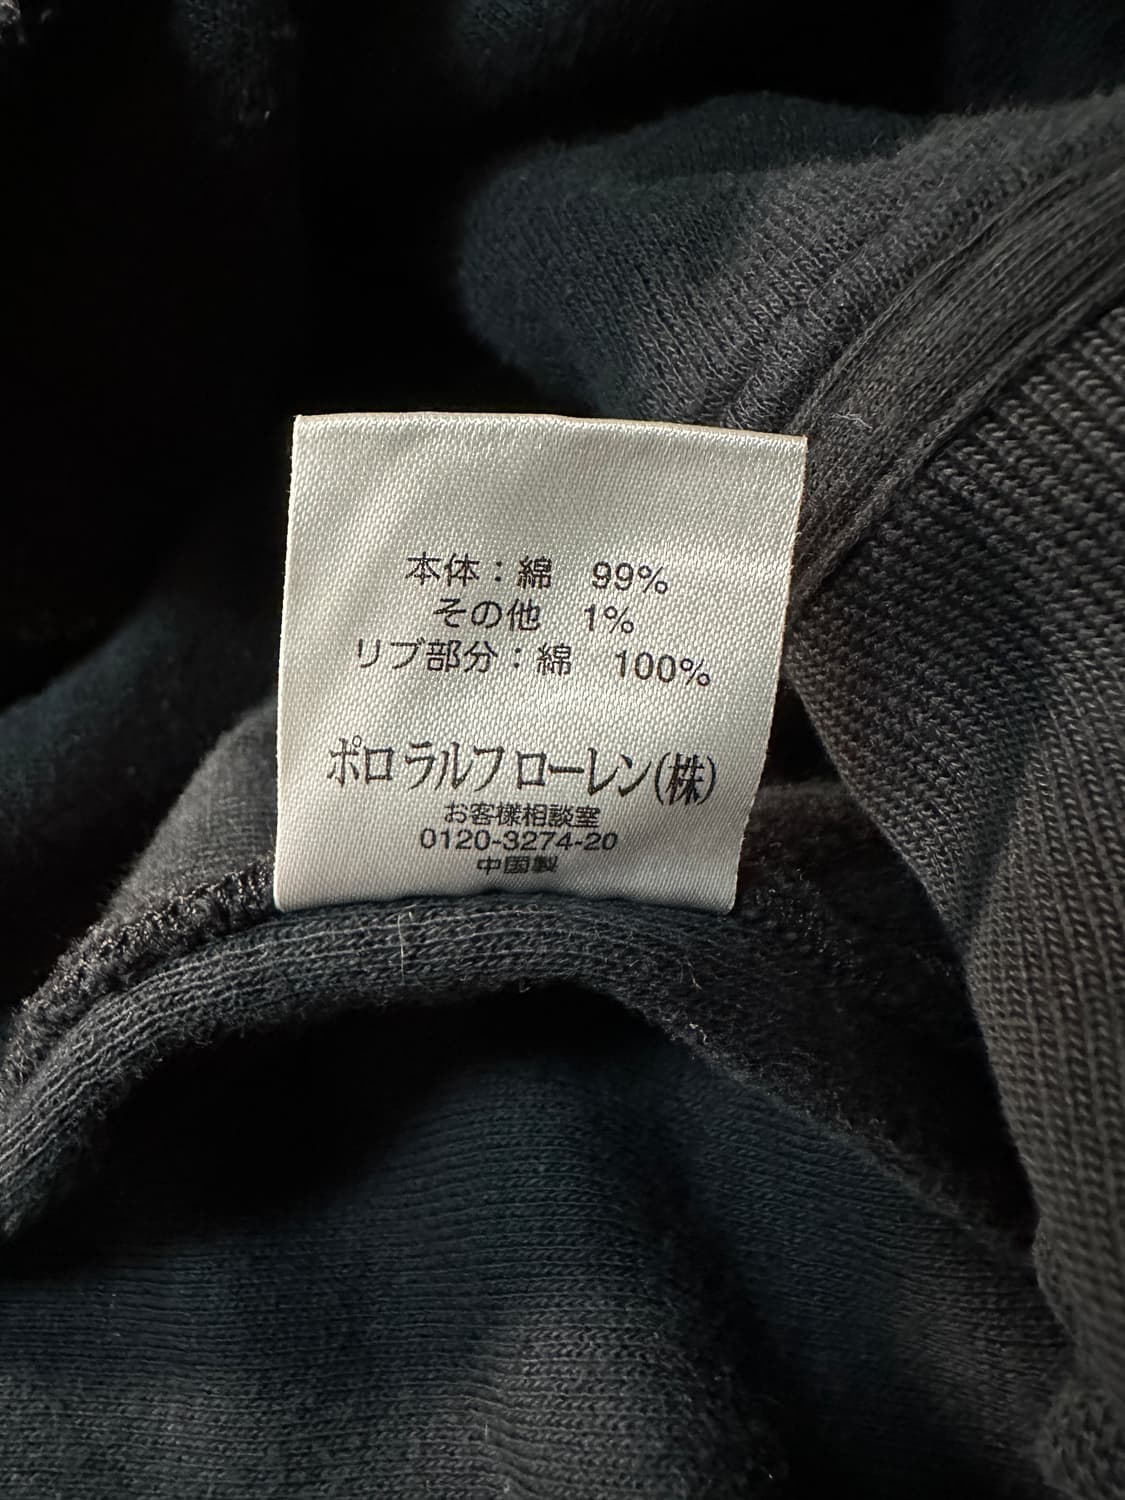 本体：綿　99%
その他　1%
リブ部分：綿　100%
ポロ ラルフ ローレン(株)
お客様相談室
0120-3274-20
中国製